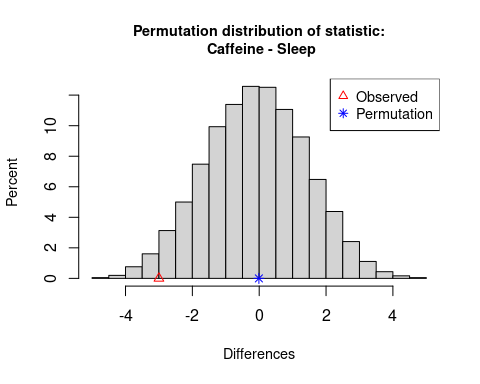 Permutation distribution of statistic:
Caffeine - Sleep
Observed
Permutation
Percent
10
8
6
4
2
0
-4 -2 0 2 4
Differences